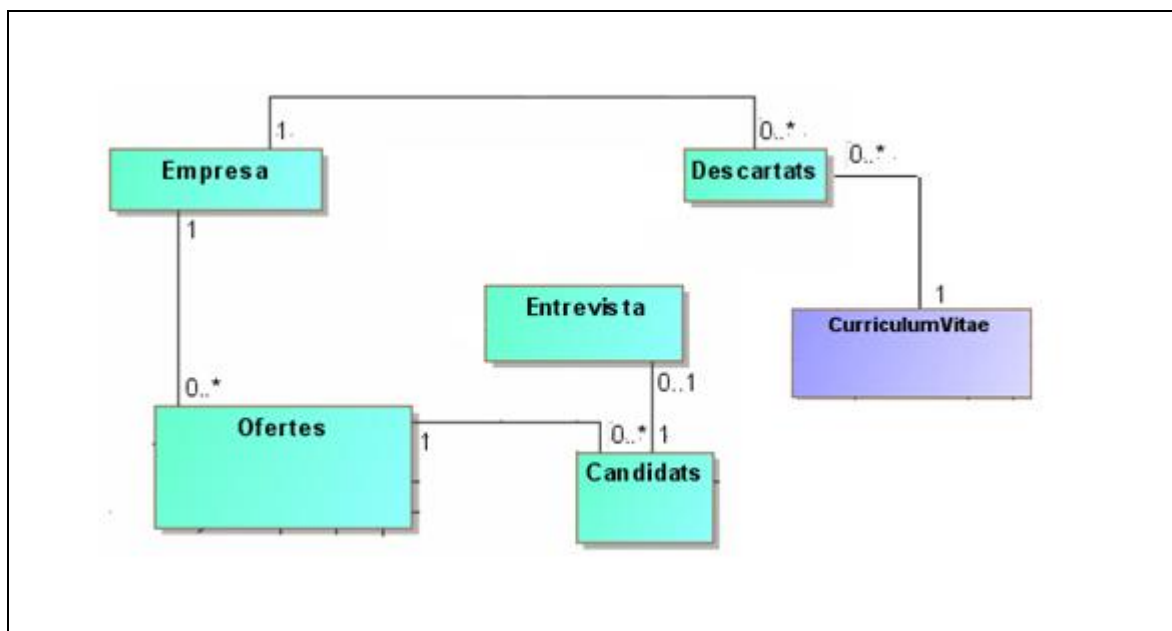 1
0..*
0..*
Empresa
Descartats
1
Entrevista
1
CurriculumVitae
0..1
0..*
Ofertes
1
0..*
1
Candidats